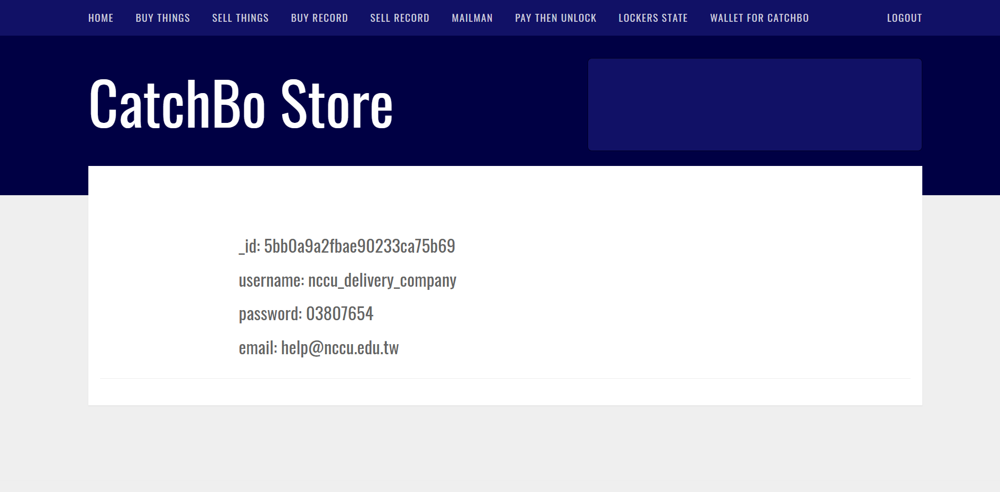 HOME BUY THINGS SELL THINGS BUY RECORD SELL RECORD MAILMAN PAY THEN UNLOCK LOCKERS STATE WALLET FOR CATCHBO LOGOUT
CatchBo Store
_id: 5bb0a9a2fbae90233ca75b69
username: nccu_delivery_company
password: 03807654
email: help@nccu.edu.tw